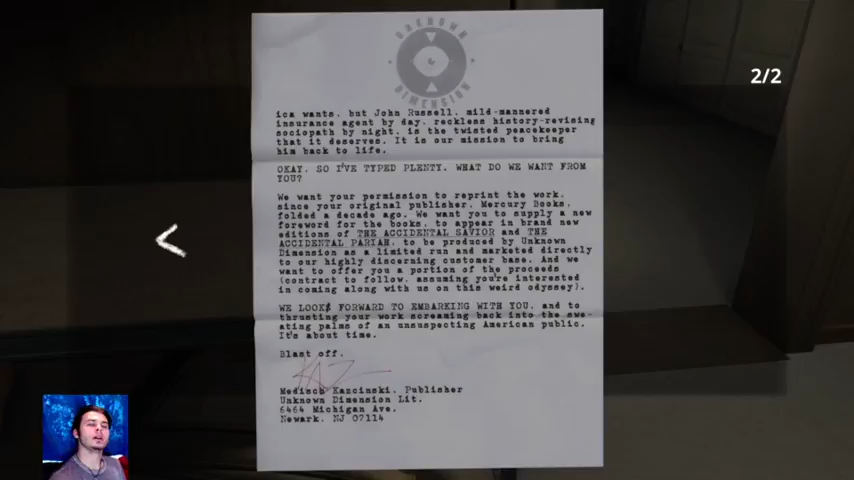 UNKNOWN
DIMENSION
2/2
ica wants. but John Russell. mild-mannered
insurance agent by day. reckless history-revising
sociopath by night. is the twisted peacekeeper
that it deserves. It is our mission to bring
him back to life.
OKAY. SO I'VE TYPED PLENTY. WHAT DO WE WANT FROM
YOU?
We want your permission to reprint the work.
since your original publisher. Mercury Books.
folded a decade ago. We want you to supply a new
foreword for the books. to appear in brand new
editions of THE ACCIDENTAL SAVIOR and THE
ACCIDENTAL PARIAH. to be produced by Unknown
Dimension as a limited run and marketed directly
to our highly discerning customer base. And we
want to offer you a portion of the proceeds
(contract to follow. assuming you're interested
in coming along with us on this weird odyssey).
WE LOOK FORWARD TO EMBARKING WITH YOU. and to
thrusting your work screaming back into the swe-
ating palms of an unsuspecting American public.
It's about time.
Blast off.
KAZ
Medisch Kazcinski. Publisher
Unknown Dimension Lit.
6464 Michigan Ave.
Newark. NJ 07114